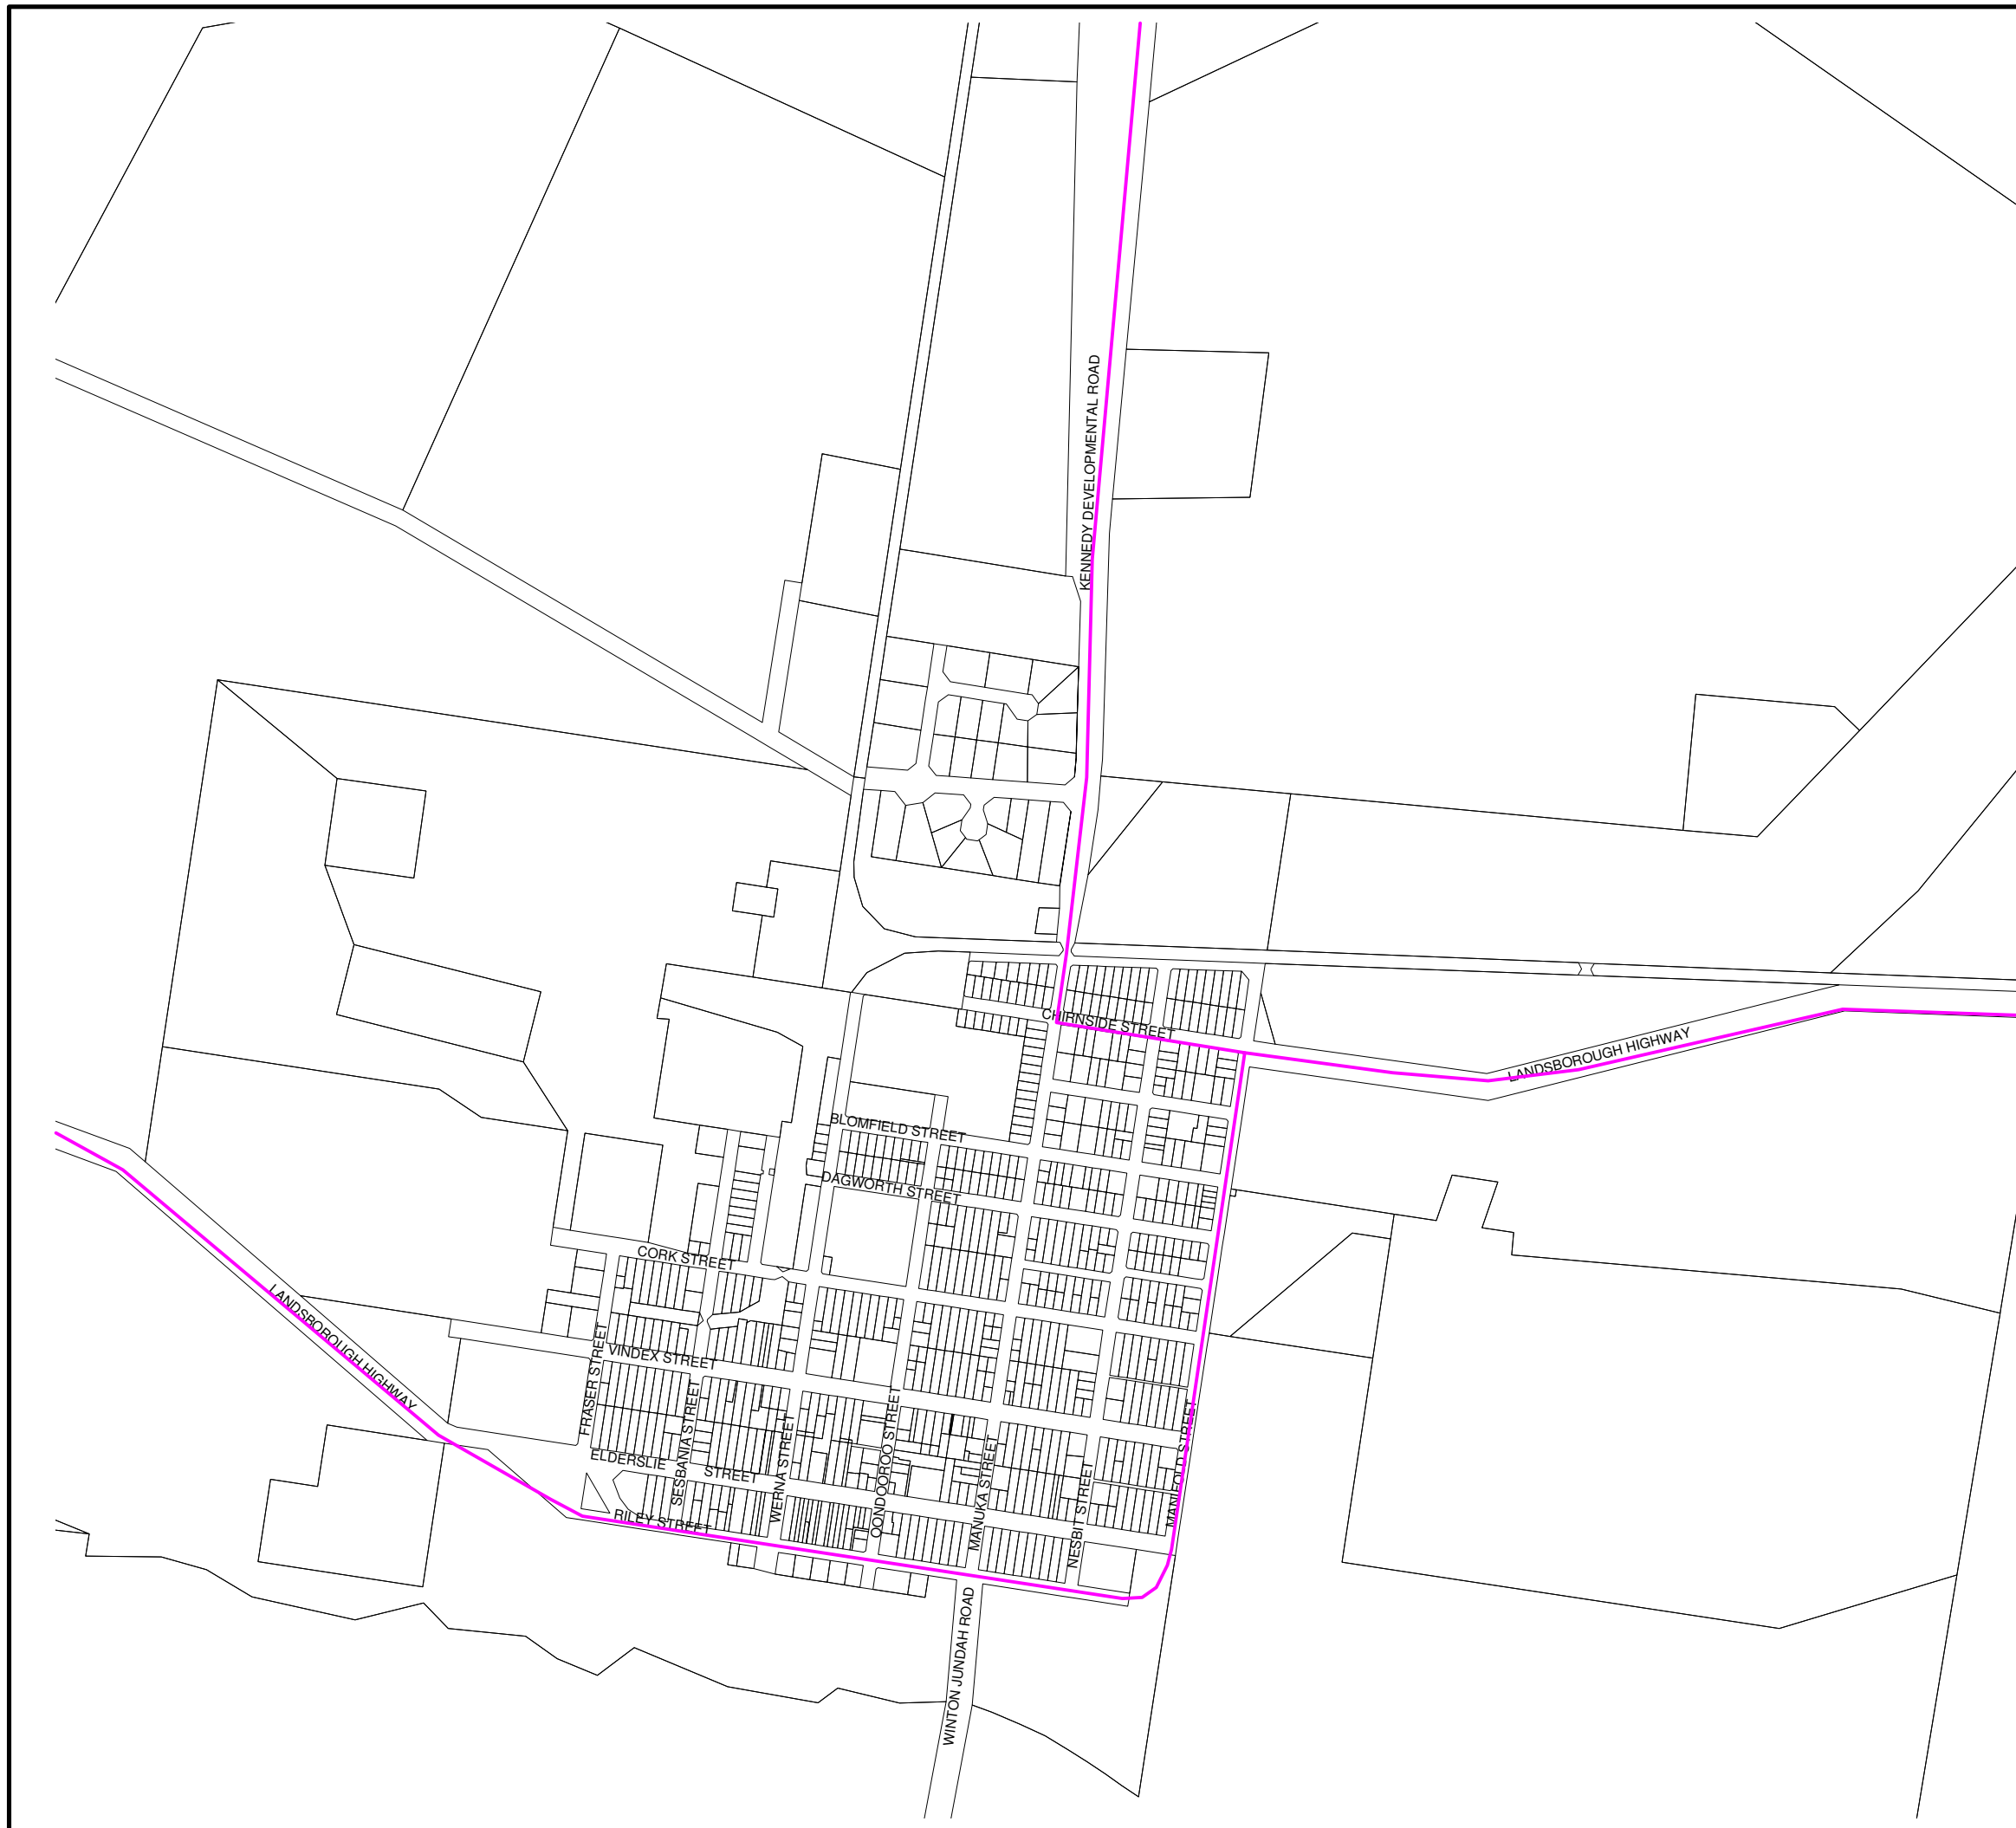 KENNEDY DEVELOPMENTAL ROAD
CHIRNSIDE STREET
LANDSBOROUGH HIGHWAY
BLOMFIELD STREET
DAGWORTH STREET
CORK STREET
LANDSBOROUGH HIGHWAY
VINDEX STREET
FRASER STREET
SESBANIA STREET
WERNA STREET
OONDOOROO STREET
MANUKA STREET
NESBIT STREET
MANIFOLD STREET
ELDERSLIE STREET
RILEY STREET
WINTON JUNDAH ROAD